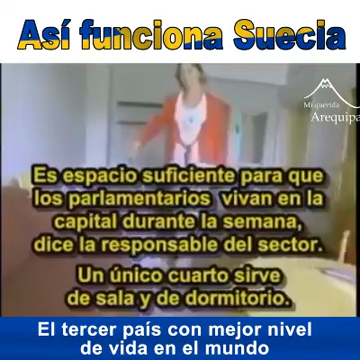 Así funciona Suecia
Mi querida
Arequipa
Es espacio suficiente para que
los parlamentarios vivan en la
capital durante la semana,
dice la responsable del sector.
Un único cuarto sirve
de sala y de dormitorio.
El tercer país con mejor nivel
de vida en el mundo